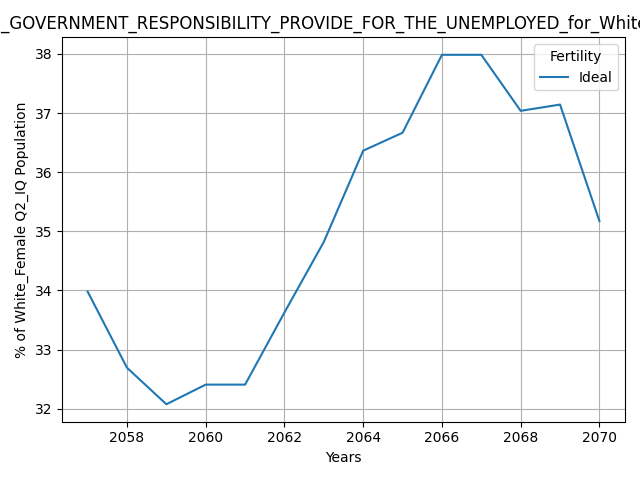 _GOVERNMENT_RESPONSIBILITY_PROVIDE_FOR_THE_UNEMPLOYED_for_White
Fertility
Ideal
% of White_Female Q2_IQ Population
38
37
36
35
34
33
32
2058 2060 2062 2064 2066 2068 2070
Years